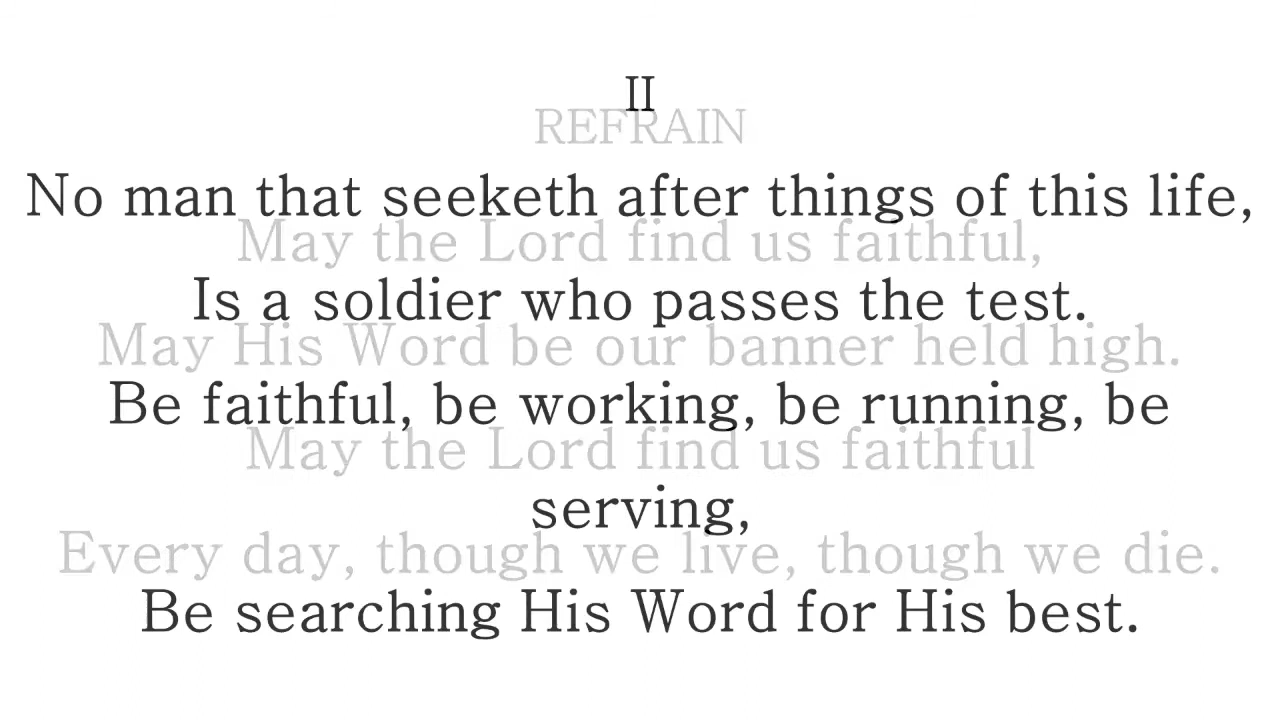 II
REFRAIN
No man that seeketh after things of this life,
May the Lord find us faithful,
Is a soldier who passes the test.
May His Word be our banner held high.
Be faithful, be working, be running, be
May the Lord find us faithful
serving,
Every day, though we live, though we die.
Be searching His Word for His best.